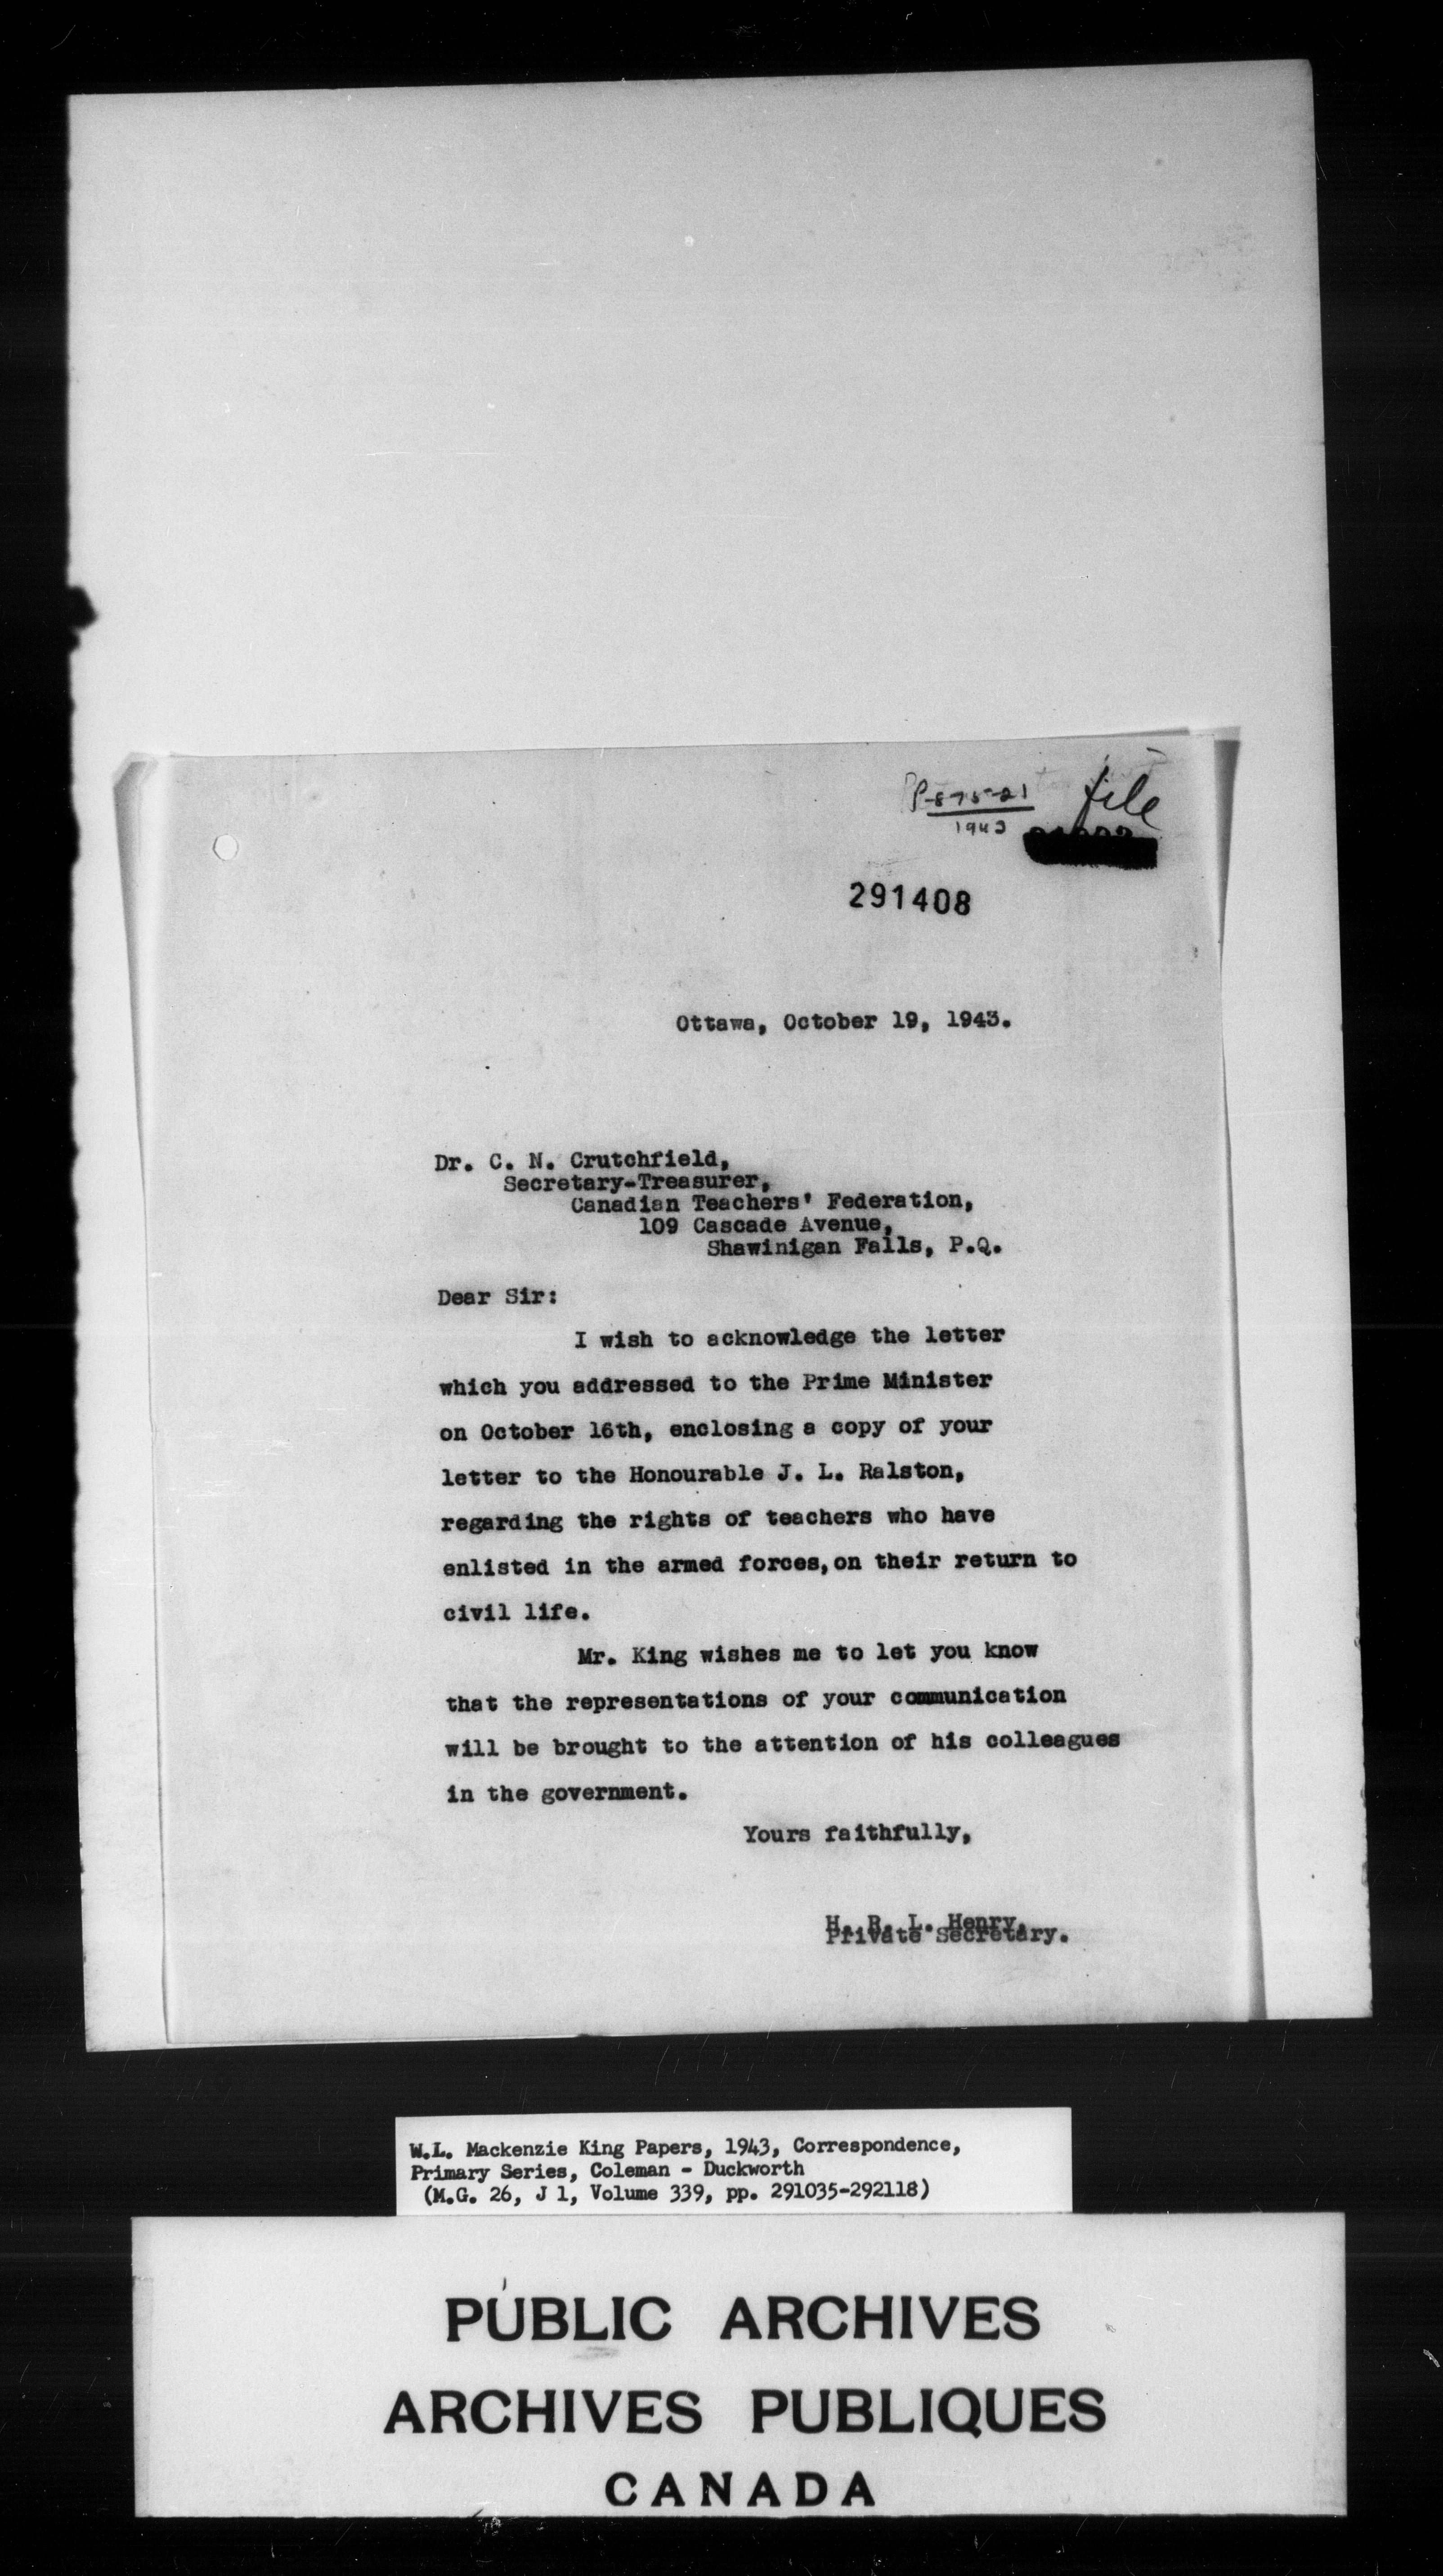 P-875-21 file
1943
291408
Ottawa, October 19, 1943.
Dr. C. N. Crutchfield,
Secretary-Treasurer,
Canadian Teachers' Federation,
109 Cascade Avenue,
Shawinigan Falls, P.Q.
Dear Sir:
I wish to acknowledge the letter
which you addressed to the Prime Minister
on October 16th, enclosing a copy of your
letter to the Honourable J. L. Ralston,
regarding the rights of teachers who have
enlisted in the armed forces, on their return to
civil life.
Mr. King wishes me to let you know
that the representations of your communication
will be brought to the attention of his colleagues
in the government.
Yours faithfully,
H. R. L. Henry,
Private Secretary.
W.L. Mackenzie King Papers, 1943, Correspondence,
Primary Series, Coleman - Duckworth
(M.G. 26, J 1, Volume 339, pp. 291035-292118)
PUBLIC ARCHIVES
ARCHIVES PUBLIQUES
CANADA